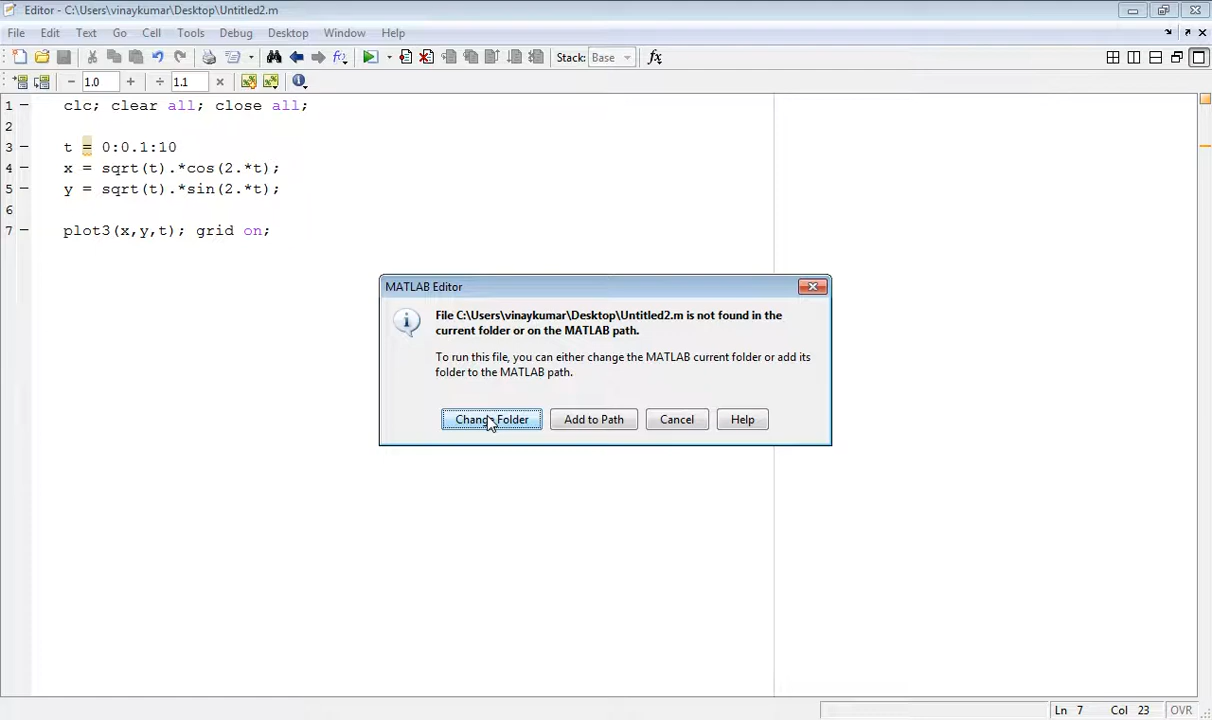 Editor - C:\Users\vinaykumar\Desktop\Untitled2.m
File Edit Text Go Cell Tools Debug Desktop Window Help
Stack: Base fx
− 1.0 + ÷ 1.1 ×
1 clc; clear all; close all;
2
3 t = 0:0.1:10
4 x = sqrt(t).*cos(2.*t);
5 y = sqrt(t).*sin(2.*t);
6
7 plot3(x,y,t); grid on;
MATLAB Editor
File C:\Users\vinaykumar\Desktop\Untitled2.m is not found in the
current folder or on the MATLAB path.
To run this file, you can either change the MATLAB current folder or add its
folder to the MATLAB path.
Change Folder Add to Path Cancel Help
Ln 7 Col 23 OVR